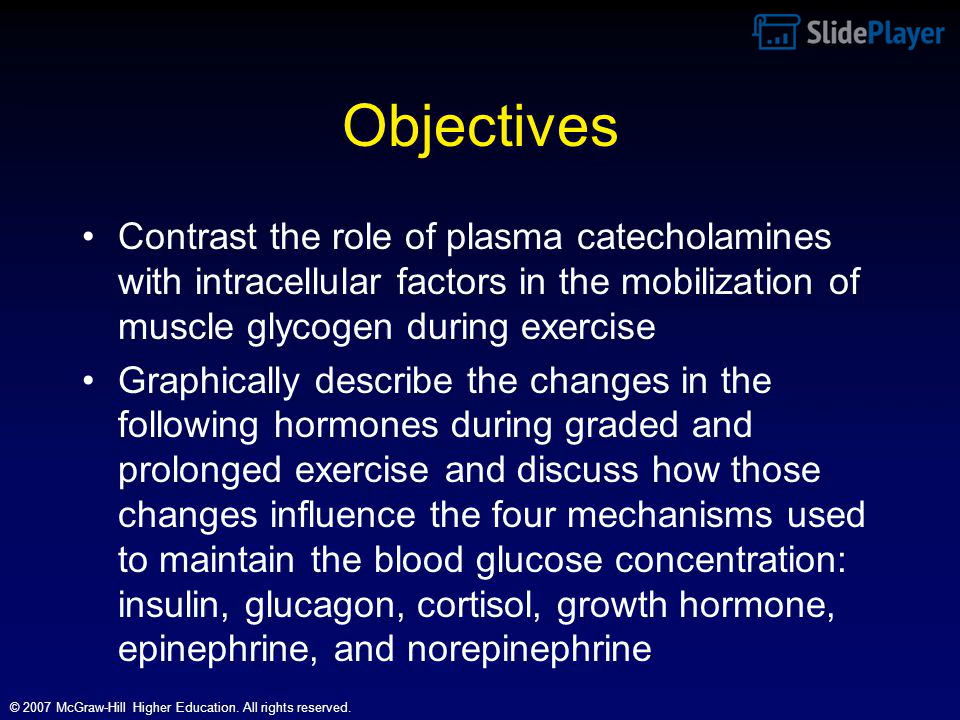 SlidePlayer
Objectives
• Contrast the role of plasma catecholamines
with intracellular factors in the mobilization of
muscle glycogen during exercise
• Graphically describe the changes in the
following hormones during graded and
prolonged exercise and discuss how those
changes influence the four mechanisms used
to maintain the blood glucose concentration:
insulin, glucagon, cortisol, growth hormone,
epinephrine, and norepinephrine
© 2007 McGraw-Hill Higher Education. All rights reserved.